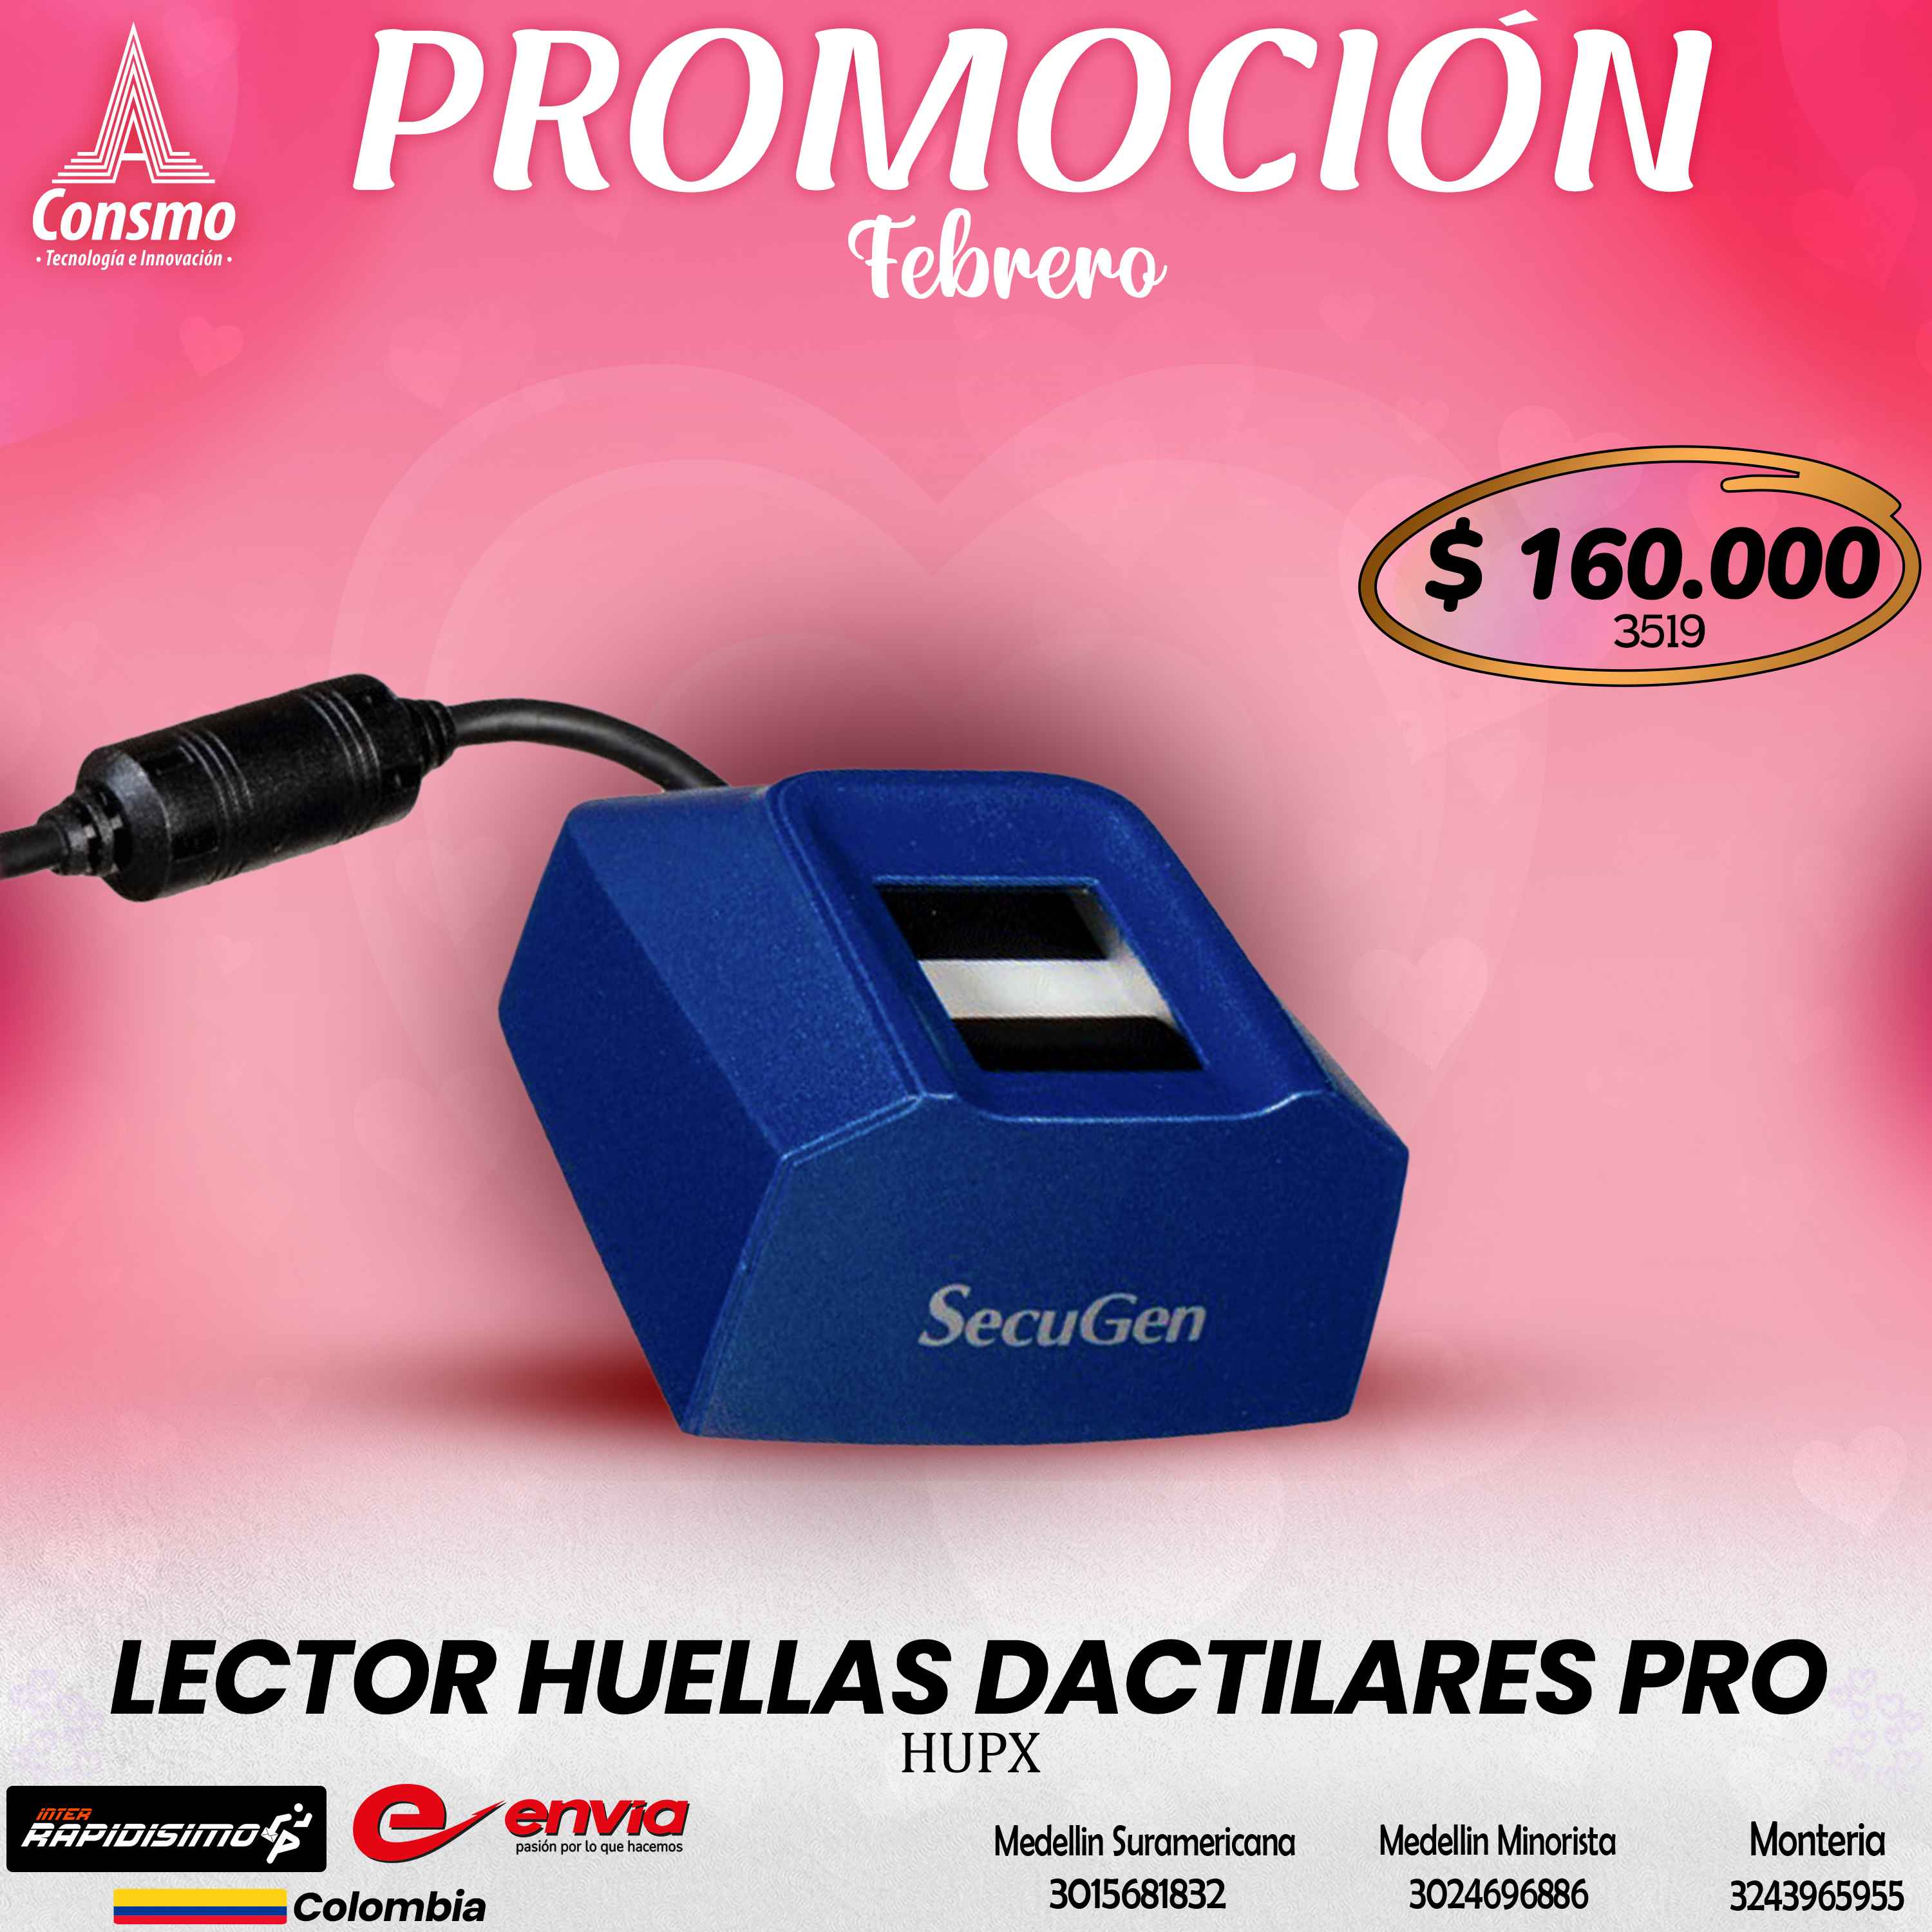 PROMOCIÓN
Febrero
A
Consmo
• Tecnología e Innovación •
$ 160.000
3519
SecuGen
LECTOR HUELLAS DACTILARES PRO
HUPX
INTER
RAPIDISIMO
e envía
pasión por lo que hacemos
Colombia
Medellin Suramericana
3015681832
Medellin Minorista
3024696886
Monteria
3243965955